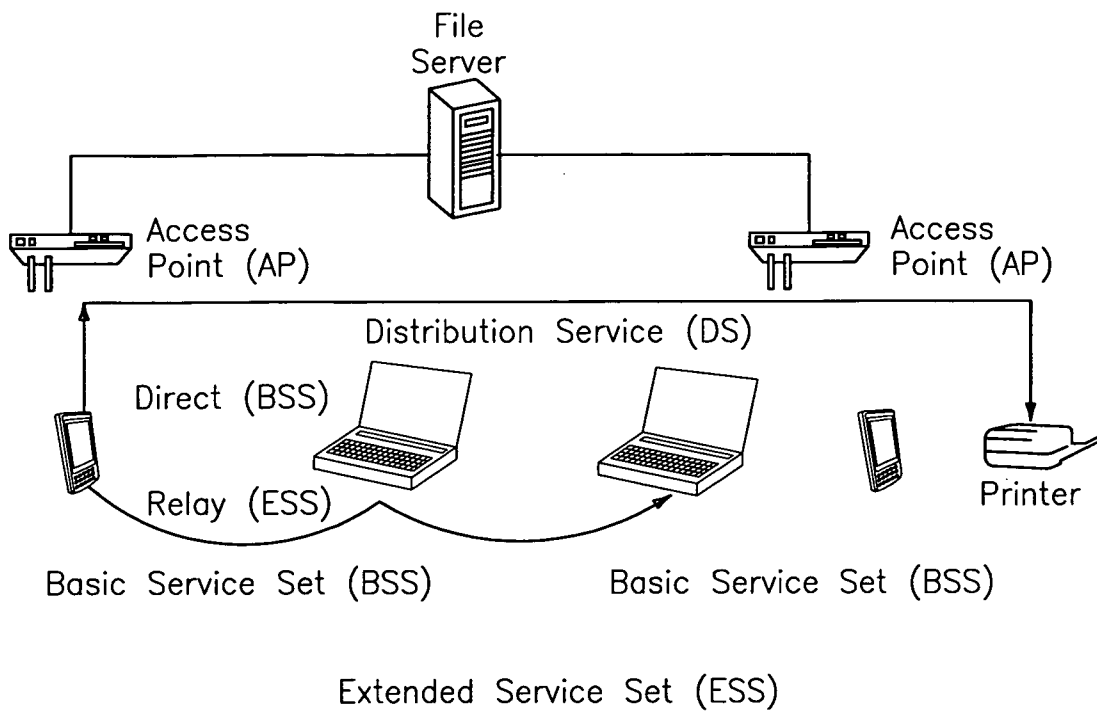 File
Server
Access
Point (AP)
Access
Point (AP)
Distribution Service (DS)
Direct (BSS)
Relay (ESS)
Printer
Basic Service Set (BSS)
Basic Service Set (BSS)
Extended Service Set (ESS)